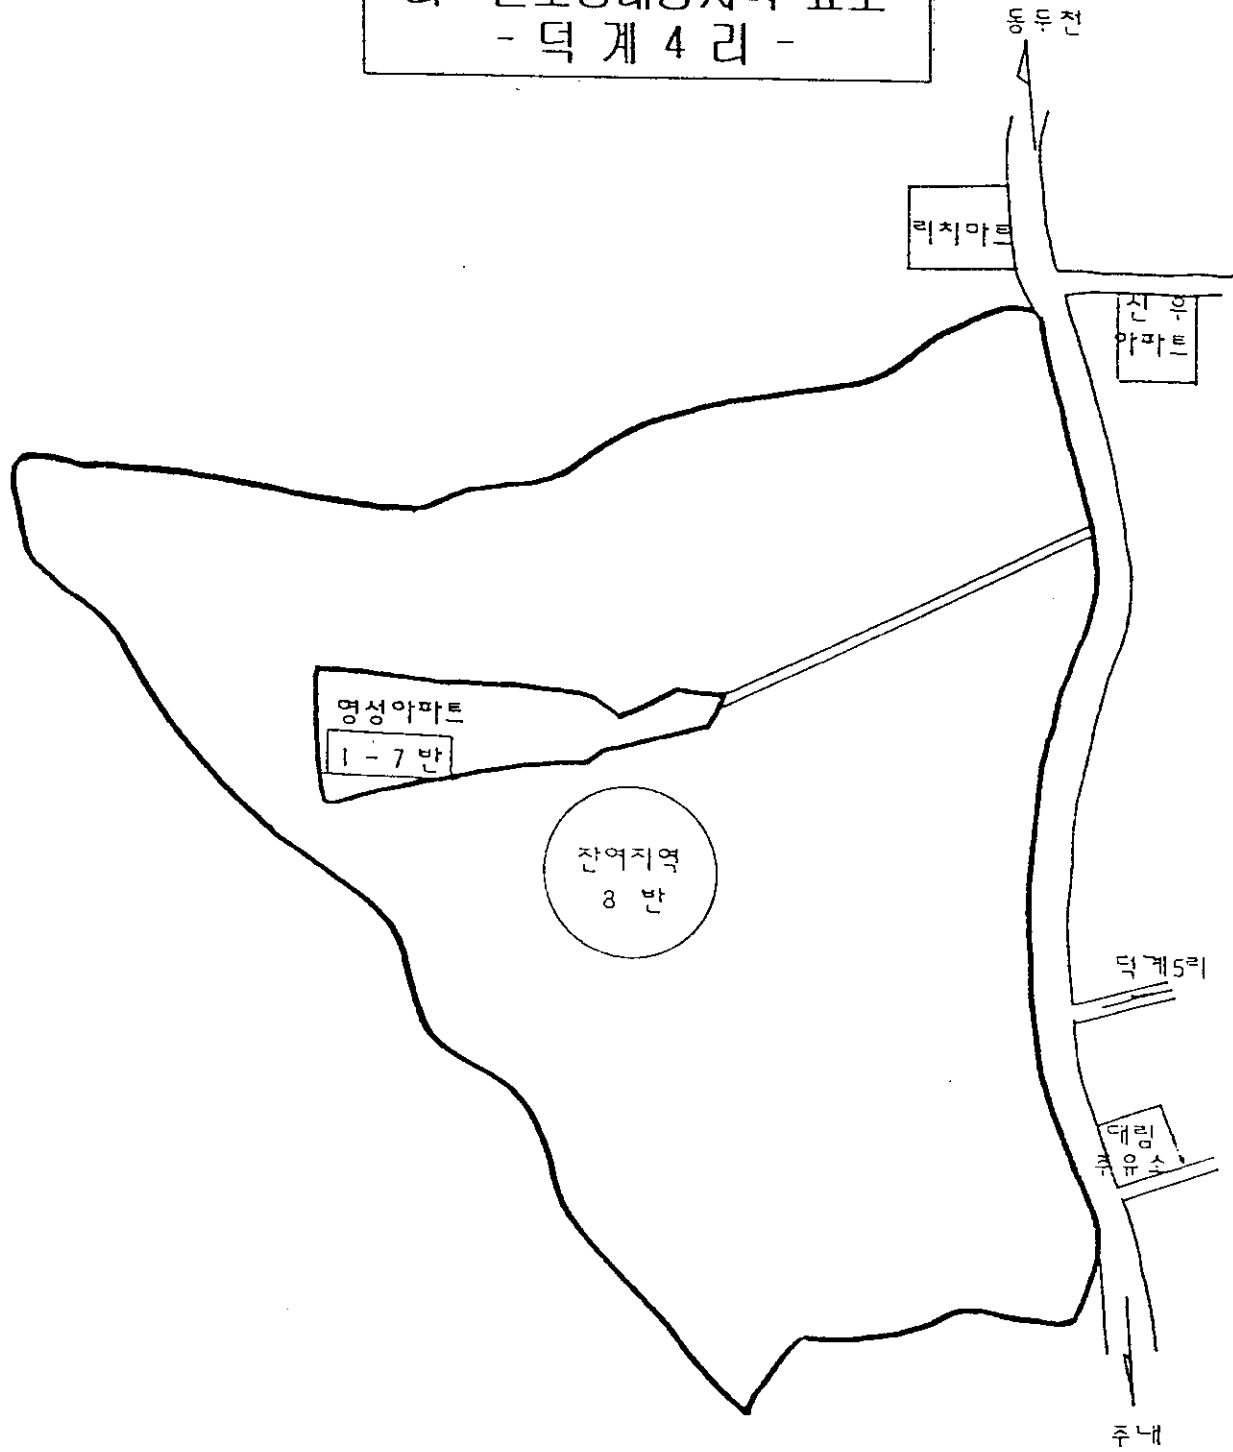 - 덕 계 4 리 -
동두천
리치마트
신 우
아파트
명성아파트
1 - 7 반
잔여지역
8 반
덕계5리
대림
주유소
주내